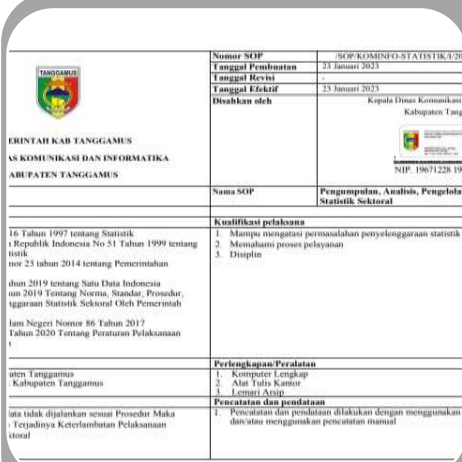 TANGGAMUS
ERINTAH KAB TANGGAMUS
AS KOMUNIKASI DAN INFORMATIKA
ABUPATEN TANGGAMUS
Nomor SOP /SOP/KOMINFO-STATISTIK/I/20
Tanggal Pembuatan 23 Januari 2023
Tanggal Revisi -
Tanggal Efektif 23 Januari 2023
Disahkan oleh Kepala Dinas Komunikasi
Kabupaten Tang
NIP. 19671228 19
Nama SOP Pengumpulan, Analisis, Pengelola
Statistik Sektoral
16 Tahun 1997 tentang Statistik
Republik Indonesia No 51 Tahun 1999 tentang
tistik
nor 23 tahun 2014 tentang Pemerintahan
ahun 2019 tentang Satu Data Indonesia
un 2019 Tentang Norma, Standar, Prosedur,
nggaraan Statistik Sektoral Oleh Pemerintah
lam Negeri Nomor 86 Tahun 2017
Tahun 2020 Tentang Peraturan Pelaksanaan
Kualifikasi pelaksana
1. Mampu mengatasi permasalahan penyelenggaraan statistik
2. Memahami proses pelayanan
3. Disiplin
aten Tanggamus
Kabupaten Tanggamus
Perlengkapan/Peralatan
1. Komputer Lengkap
2. Alat Tulis Kantor
3. Lemari Arsip
lata tidak dijalankan sesuai Prosedur Maka
Terjadinya Keterlambatan Pelaksanaan
ktoral
Pencatatan dan pendataan
1. Pencatatan dan pendataan dilakukan dengan menggunakan
dan/atau menggunakan pencatatan manual